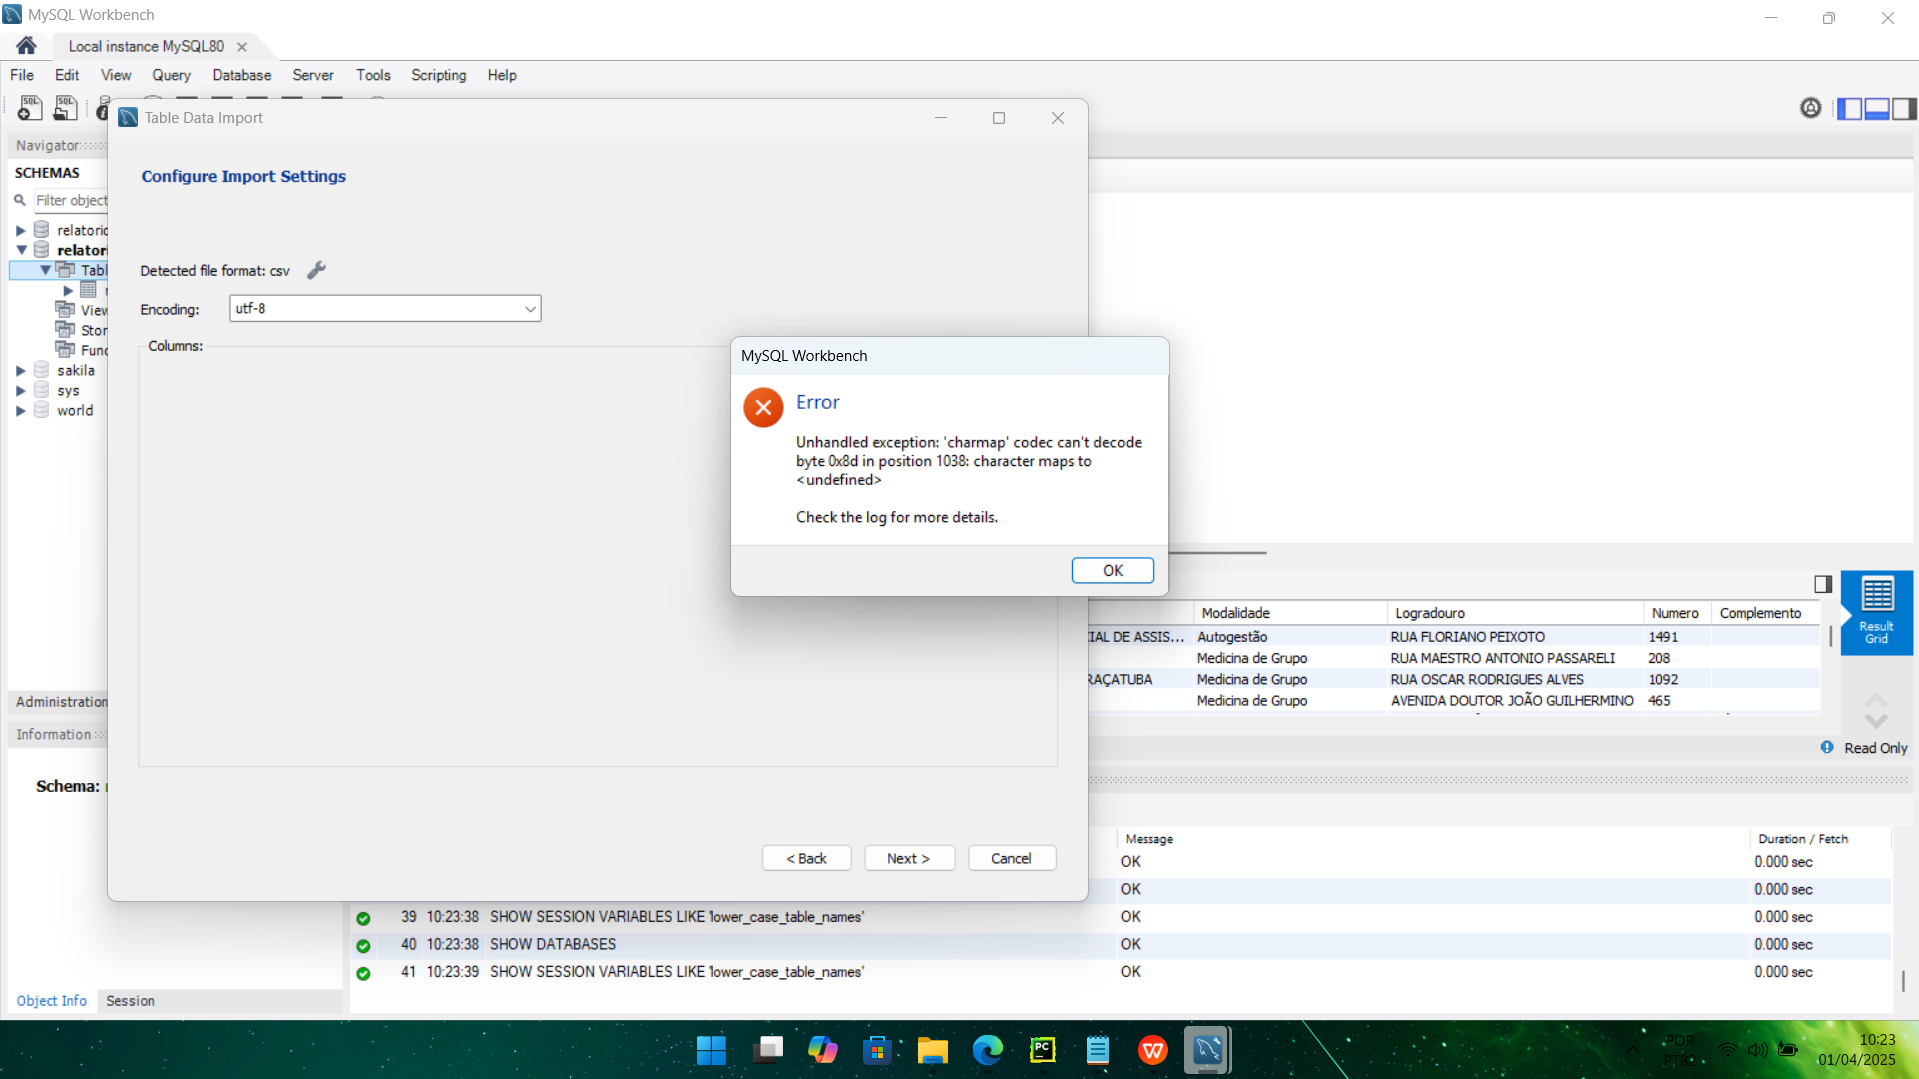 MySQL Workbench
Local instance MySQL80
File Edit View Query Database Server Tools Scripting Help
SQL SQL
Table Data Import
Navigator
SCHEMAS
Configure Import Settings
Filter object
relatorio
relatori
Tabl
View
Stor
Func
sakila
sys
world
Detected file format: csv
Encoding: utf-8
Columns:
MySQL Workbench
Error
Unhandled exception: 'charmap' codec can't decode
byte 0x8d in position 1038: character maps to
<undefined>
Check the log for more details.
OK
Modalidade Logradouro Numero Complemento
IAL DE ASSIS... Autogestão RUA FLORIANO PEIXOTO 1491
Medicina de Grupo RUA MAESTRO ANTONIO PASSARELI 208
RAÇATUBA Medicina de Grupo RUA OSCAR RODRIGUES ALVES 1092
Medicina de Grupo AVENIDA DOUTOR JOÃO GUILHERMINO 465
Result
Grid
Read Only
Administration
Information
Schema:
< Back Next > Cancel
Message Duration / Fetch
OK 0.000 sec
OK 0.000 sec
39 10:23:38 SHOW SESSION VARIABLES LIKE 'lower_case_table_names' OK 0.000 sec
40 10:23:38 SHOW DATABASES OK 0.000 sec
41 10:23:39 SHOW SESSION VARIABLES LIKE 'lower_case_table_names' OK 0.000 sec
Object Info Session
PC
W
POR
PTB2
10:23
01/04/2025